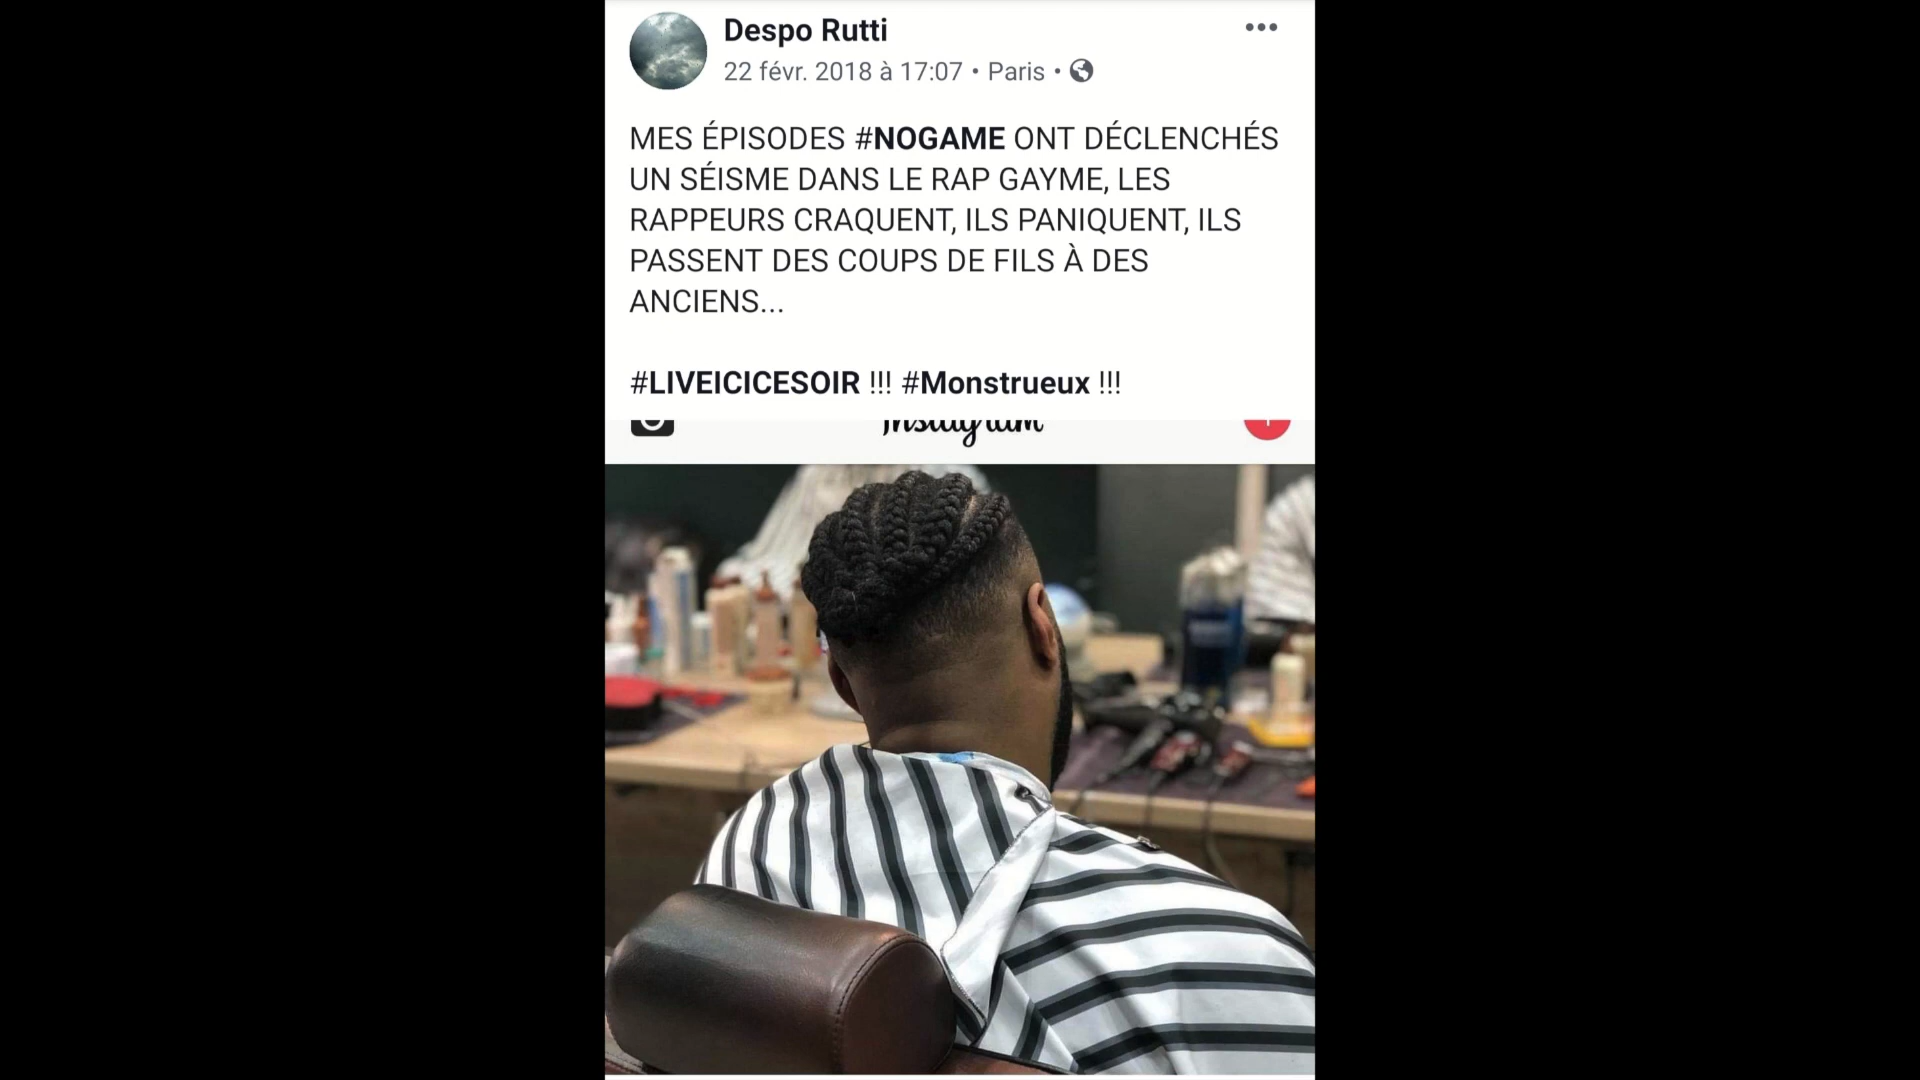 Despo Rutti
22 févr. 2018 à 17:07 • Paris •
MES ÉPISODES #NOGAME ONT DÉCLENCHÉS
UN SÉISME DANS LE RAP GAYME, LES
RAPPEURS CRAQUENT, ILS PANIQUENT, ILS
PASSENT DES COUPS DE FILS À DES
ANCIENS...
#LIVEICICESOIR !!! #Monstrueux !!!
Instagram